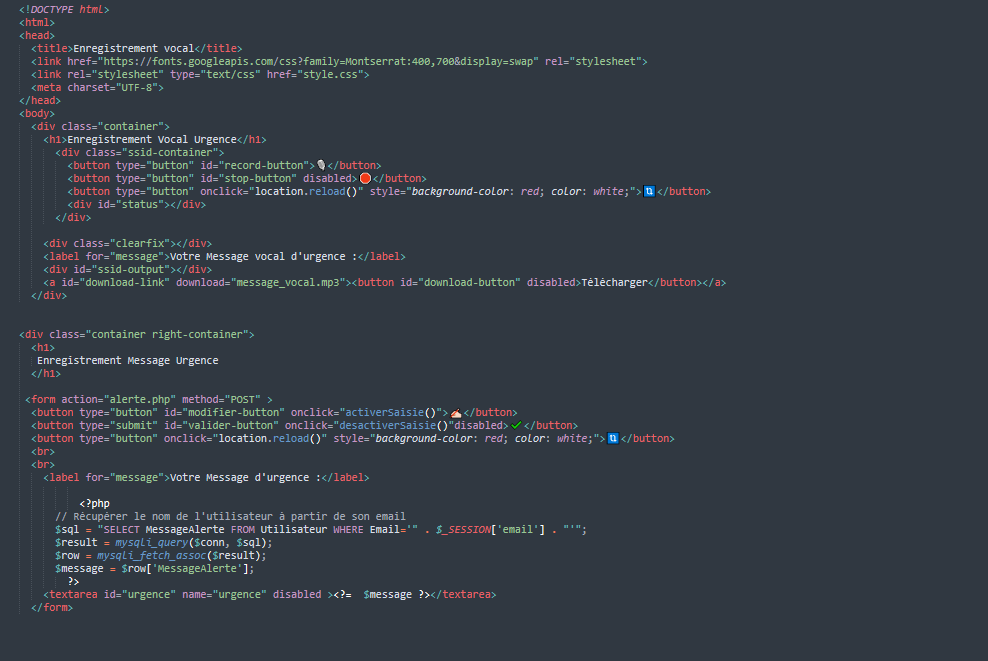 <!DOCTYPE html>
<html>
<head>
<title>Enregistrement vocal</title>
<link href="https://fonts.googleapis.com/css?family=Montserrat:400,700&display=swap" rel="stylesheet">
<link rel="stylesheet" type="text/css" href="style.css">
<meta charset="UTF-8">
</head>
<body>
<div class="container">
<h1>Enregistrement Vocal Urgence</h1>
<div class="ssid-container">
<button type="button" id="record-button">🎙</button>
<button type="button" id="stop-button" disabled>🛑</button>
<button type="button" onclick="location.reload()" style="background-color: red; color: white;">🔃</button>
<div id="status"></div>
</div>
<div class="clearfix"></div>
<label for="message">Votre Message vocal d'urgence :</label>
<div id="ssid-output"></div>
<a id="download-link" download="message_vocal.mp3"><button id="download-button" disabled>Télécharger</button></a>
</div>
<div class="container right-container">
<h1>
Enregistrement Message Urgence
</h1>
<form action="alerte.php" method="POST" >
<button type="button" id="modifier-button" onclick="activerSaisie()">✍</button>
<button type="submit" id="valider-button" onclick="desactiverSaisie()"disabled>✔</button>
<button type="button" onclick="location.reload()" style="background-color: red; color: white;">🔃</button>
<br>
<br>
<label for="message">Votre Message d'urgence :</label>
<?php
// Récupérer le nom de l'utilisateur à partir de son email
$sql = "SELECT MessageAlerte FROM Utilisateur WHERE Email='" . $_SESSION['email'] . "'";
$result = mysqli_query($conn, $sql);
$row = mysqli_fetch_assoc($result);
$message = $row['MessageAlerte'];
?>
<textarea id="urgence" name="urgence" disabled ><?= $message ?></textarea>
</form>